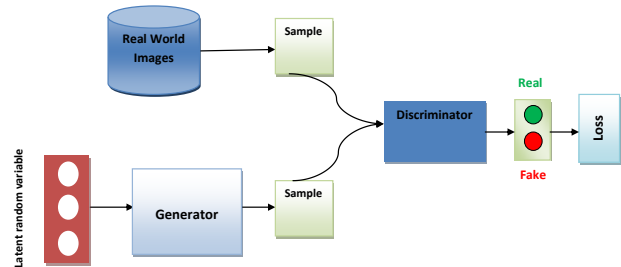 Real World
Images
Sample
Real
Discriminator
Loss
Fake
Latent random variable
Generator
Sample